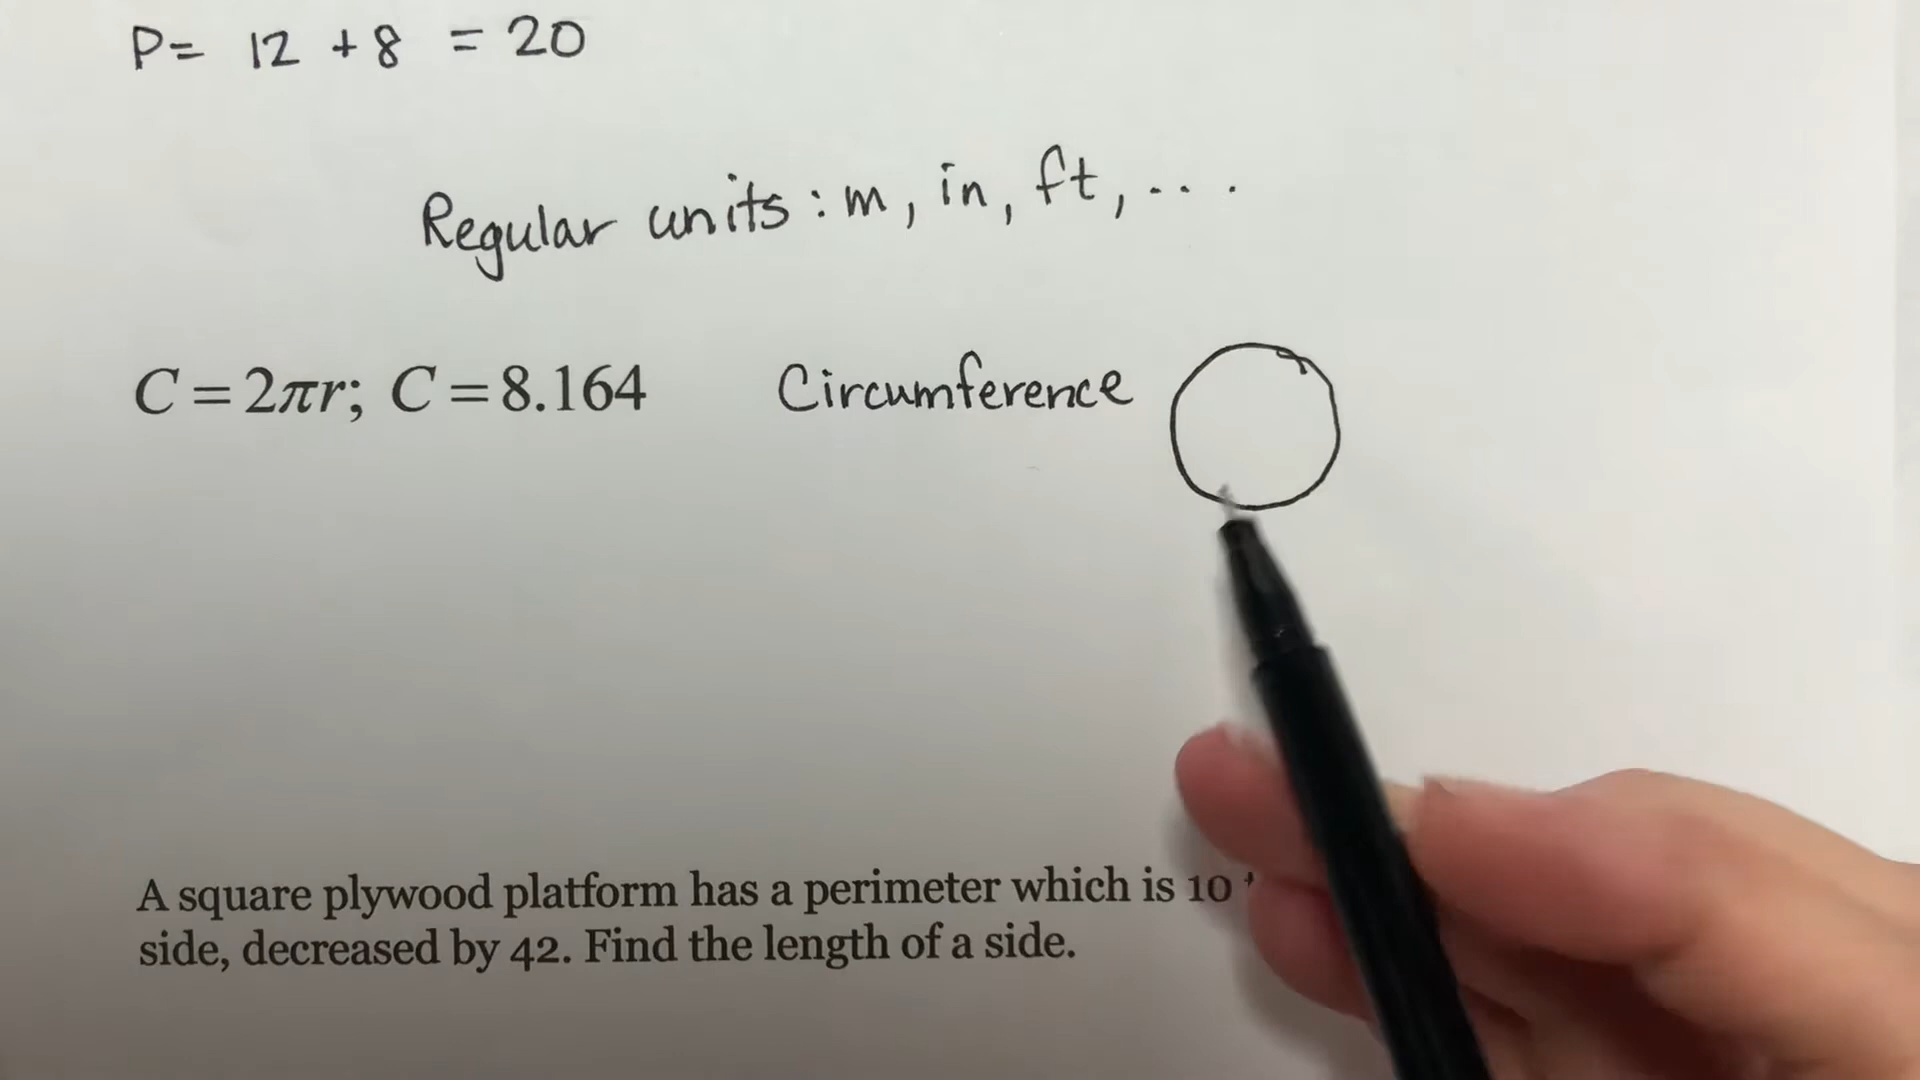 P= 12 + 8 = 20
Regular units : m, in, ft, ...
C = 2πr; C = 8.164 Circumference
A square plywood platform has a perimeter which is 10
side, decreased by 42. Find the length of a side.